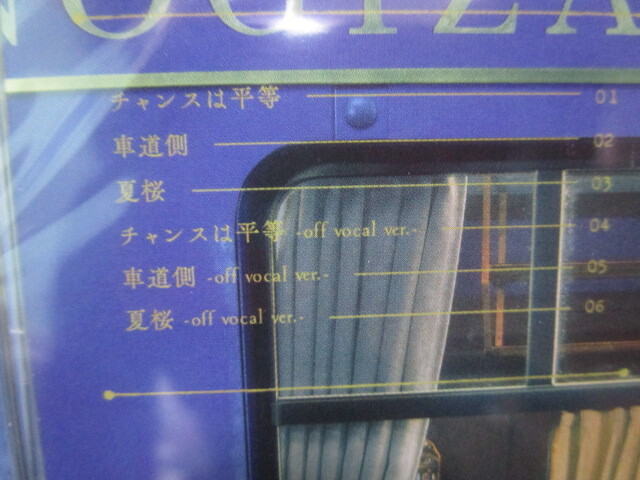 NOGIZA
チャンスは平等 01
車道側 02
夏桜 03
チャンスは平等 -off vocal ver.- 04
車道側 -off vocal ver.- 05
夏桜 -off vocal ver.- 06